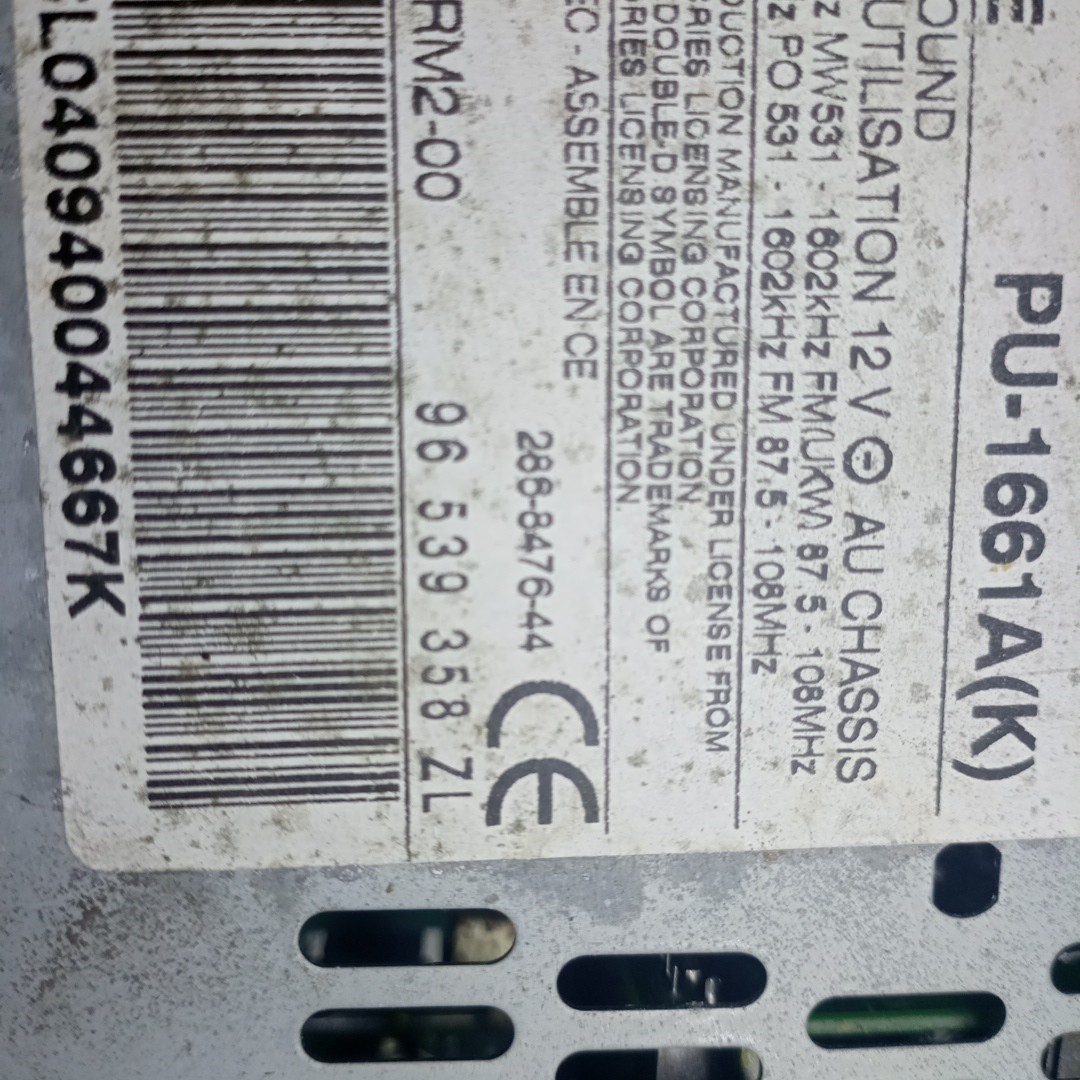 PU-1661A(K)
OUND
UTILISATION 12 V AU CHASSIS
z MW531 - 1602kHz FM(UKW) 87.5 - 108MHz
z PO 531 - 1602kHz FM 87.5 - 108MHz
DUCTION MANUFACTURED UNDER LICENSE FROM
RIES LICENSING CORPORATION.
DOUBLE-D SYMBOL ARE TRADEMARKS OF
RIES LICENSING CORPORATION.
EC - ASSEMBLE EN CE
288-8476-44
CE
RM2-00 96 539 358 ZL
L0409400 44667K